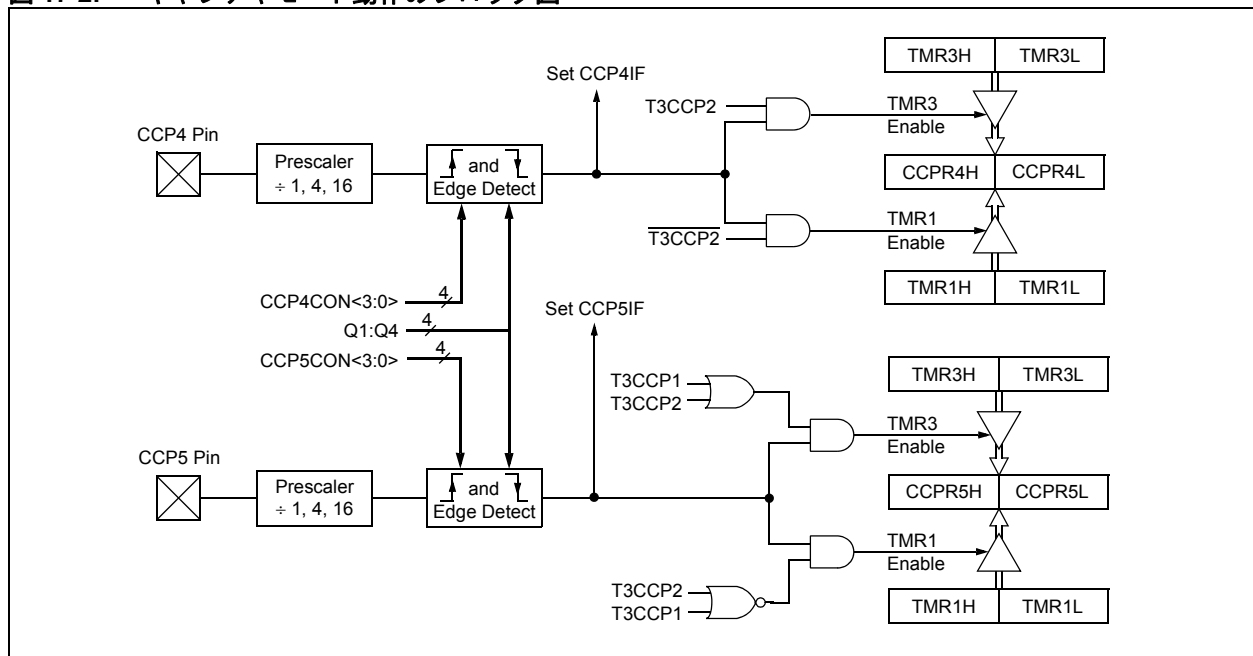 TMR3H TMR3L
Set CCP4IF
T3CCP2
TMR3
Enable
CCP4 Pin
Prescaler
÷ 1, 4, 16
and
Edge Detect
CCPR4H CCPR4L
T3CCP2
TMR1
Enable
TMR1H TMR1L
CCP4CON<3:0>
4
Q1:Q4
4
CCP5CON<3:0>
4
Set CCP5IF
TMR3H TMR3L
T3CCP1
T3CCP2
TMR3
Enable
CCP5 Pin
Prescaler
÷ 1, 4, 16
and
Edge Detect
CCPR5H CCPR5L
TMR1
Enable
T3CCP2
T3CCP1
TMR1H TMR1L